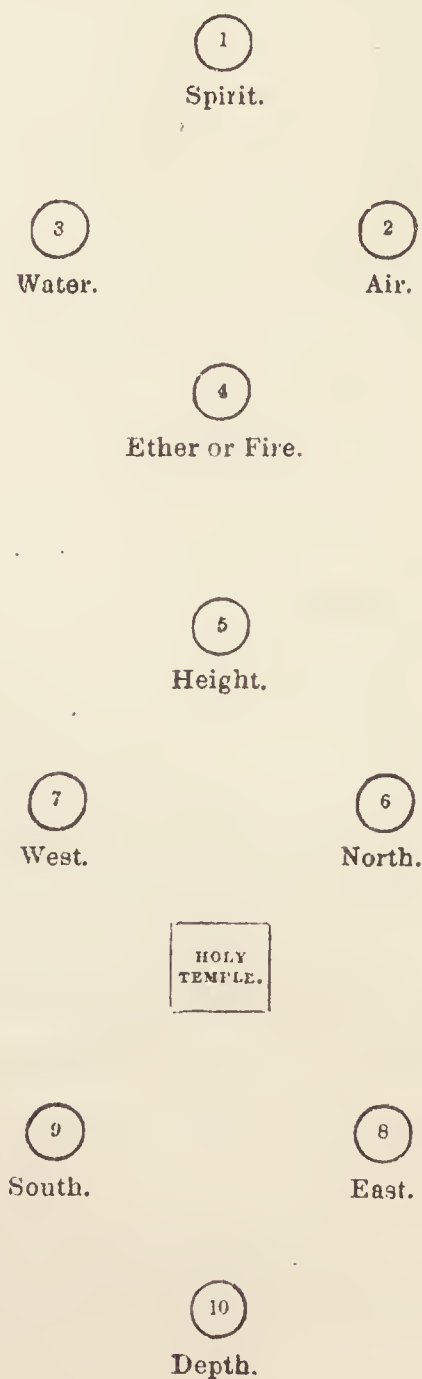 1
Spirit.
3 2
Water. Air.
4
Ether or Fire.
5
Height.
7 6
West. North.
HOLY
TEMPLE.
9 8
South. East.
10
Depth.